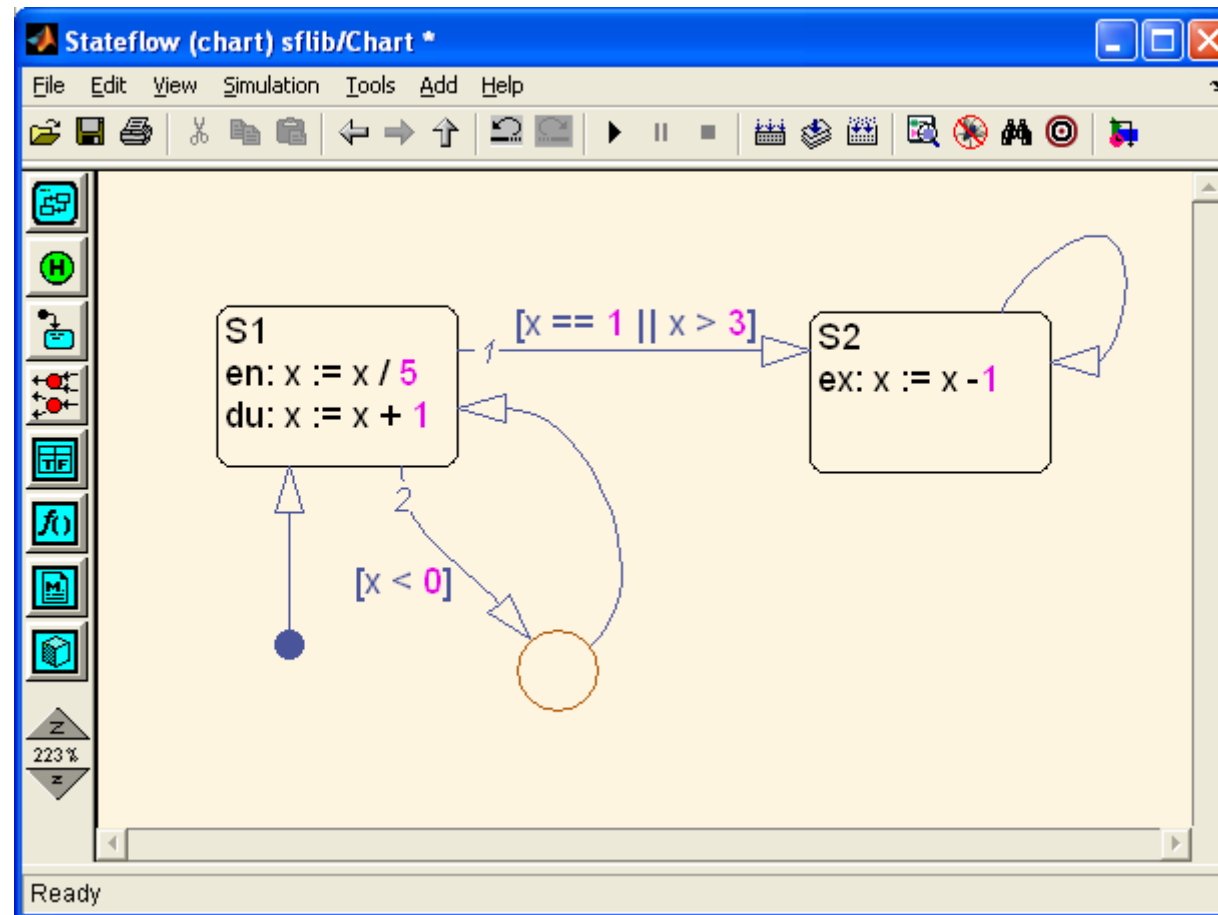 Stateflow (chart) sflib/Chart *
File Edit View Simulation Tools Add Help
H
TF
f()
M
Z
223%
z
S1
en: x := x / 5
du: x := x + 1
1
[x == 1 || x > 3]
S2
ex: x := x -1
2
[x < 0]
Ready